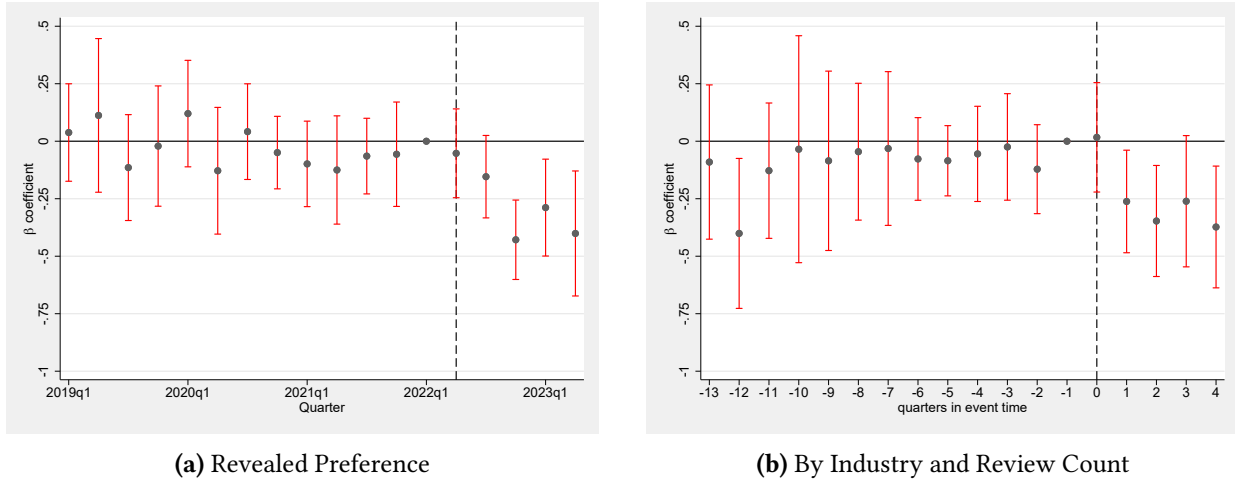 .5
.25
0
-.25
-.5
-.75
-1
β coefficient
2019q1 2020q1 2021q1 2022q1 2023q1
Quarter
(a) Revealed Preference
.5
.25
0
-.25
-.5
-.75
-1
β coefficient
-13 -12 -11 -10 -9 -8 -7 -6 -5 -4 -3 -2 -1 0 1 2 3 4
quarters in event time
(b) By Industry and Review Count